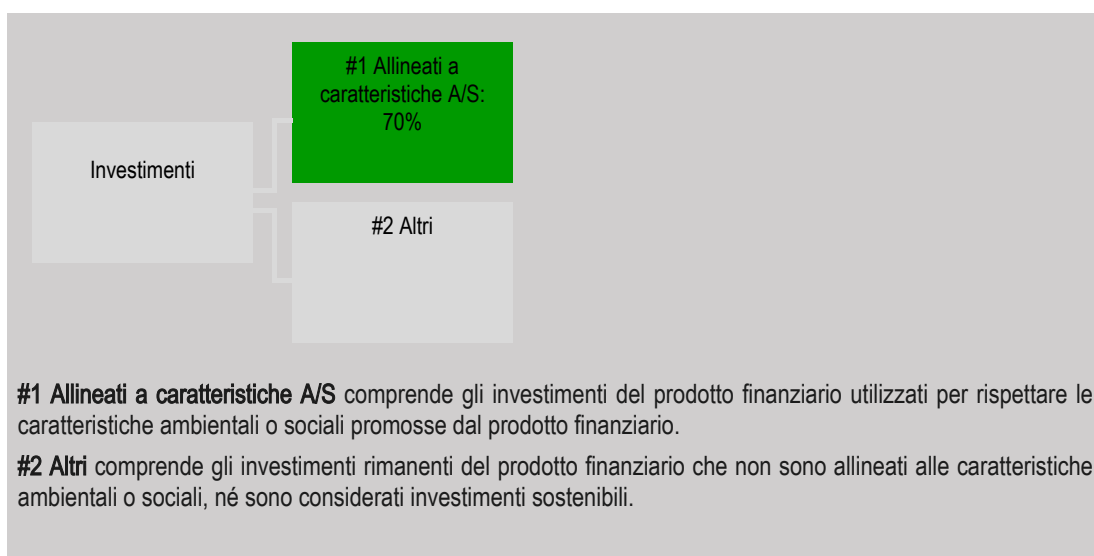 #1 Allineati a
caratteristiche A/S:
70%
Investimenti
#2 Altri
#1 Allineati a caratteristiche A/S comprende gli investimenti del prodotto finanziario utilizzati per rispettare le
caratteristiche ambientali o sociali promosse dal prodotto finanziario.
#2 Altri comprende gli investimenti rimanenti del prodotto finanziario che non sono allineati alle caratteristiche
ambientali o sociali, né sono considerati investimenti sostenibili.